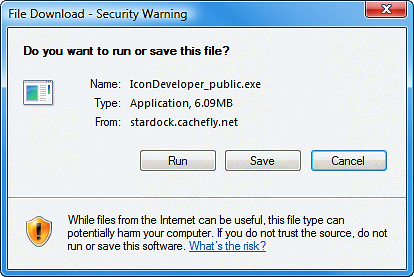 File Download - Security Warning
Do you want to run or save this file?
Name: IconDeveloper_public.exe
Type: Application, 6.09MB
From: stardock.cachefly.net
Run Save Cancel
While files from the Internet can be useful, this file type can
potentially harm your computer. If you do not trust the source, do not
run or save this software. What's the risk?